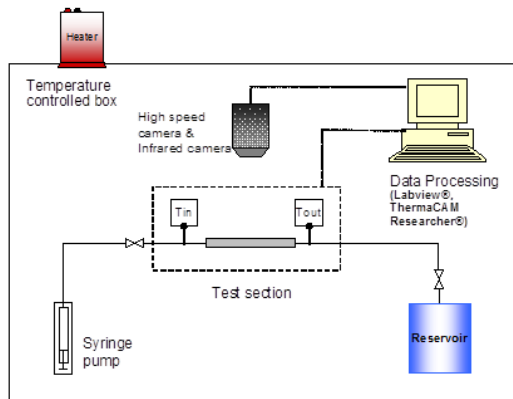 Heater
Temperature
controlled box
High speed
camera &
Infrared camera
Data Processing
(Labview®,
ThermaCAM
Researcher®)
Tin
Tout
Test section
Syringe
pump
Reservoir